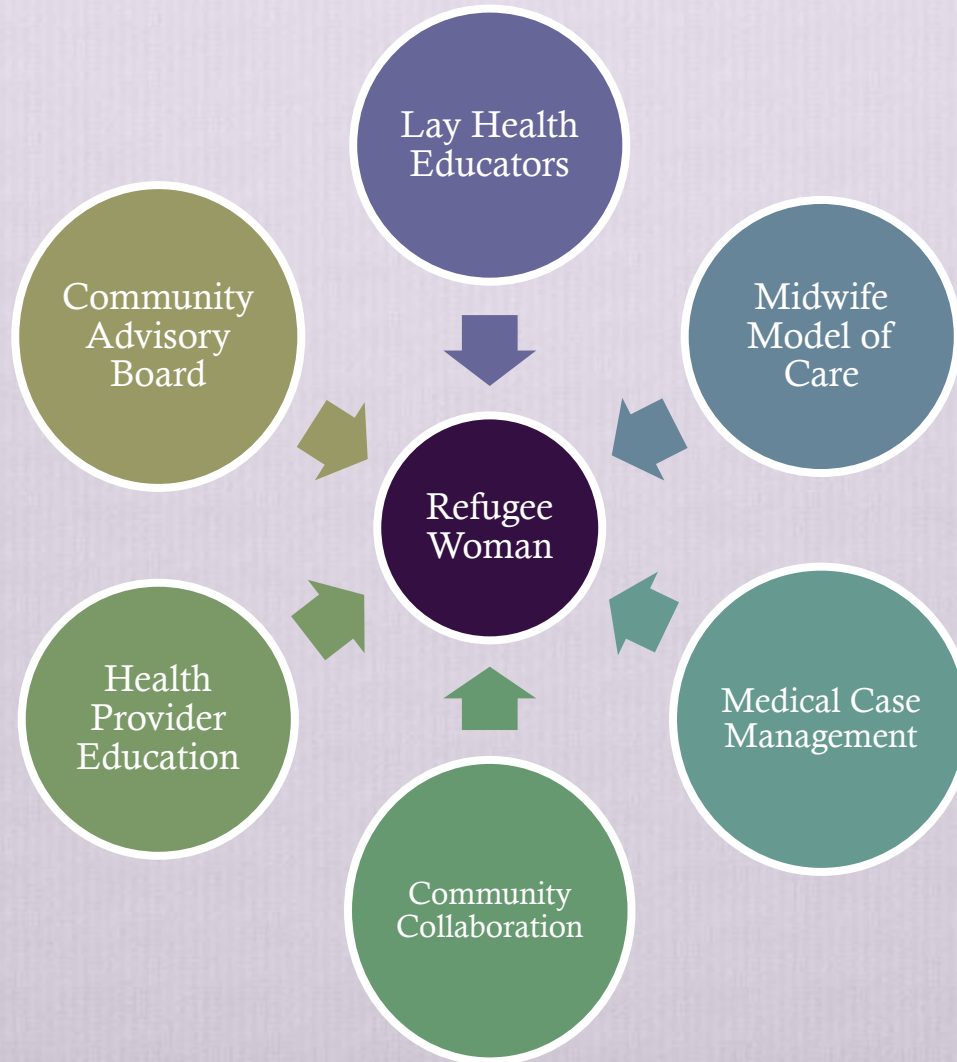 Lay Health
Educators
Community
Advisory
Board
Midwife
Model of
Care
Refugee
Woman
Health
Provider
Education
Medical Case
Management
Community
Collaboration